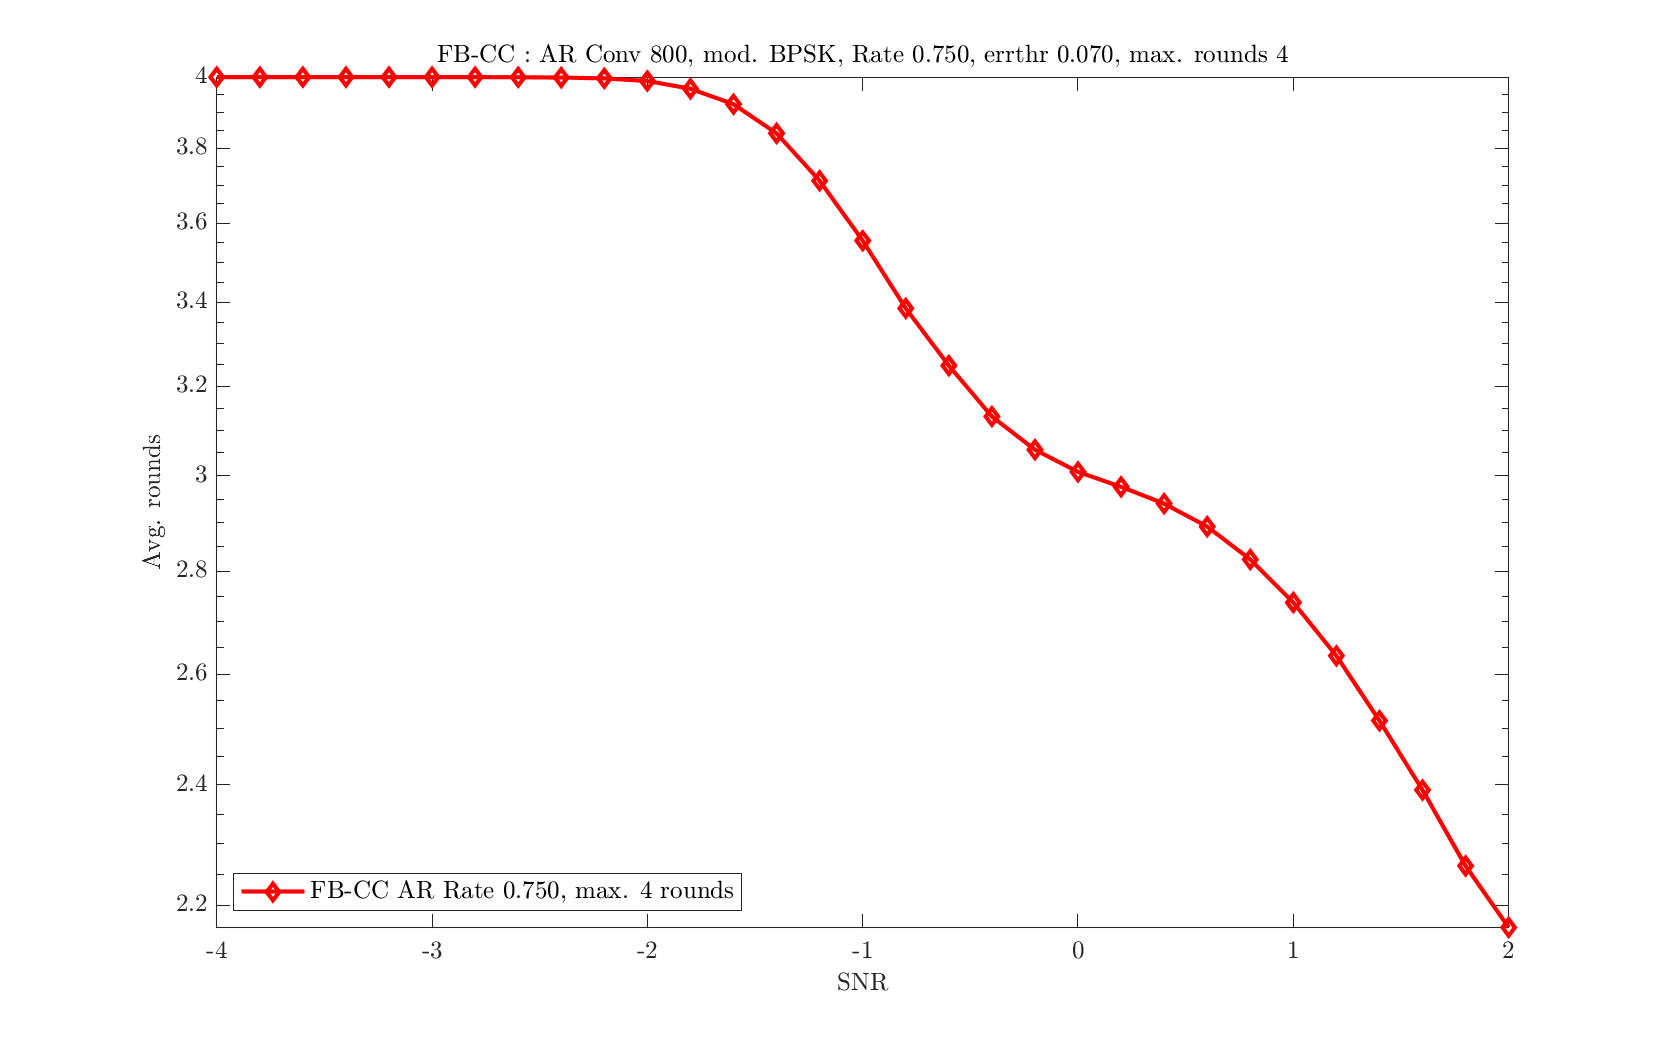 FB-CC : AR Conv 800, mod. BPSK, Rate 0.750, errthr 0.070, max. rounds 4
4
3.8
3.6
3.4
3.2
3
2.8
2.6
2.4
2.2
Avg. rounds
FB-CC AR Rate 0.750, max. 4 rounds
-4 -3 -2 -1 0 1 2
SNR